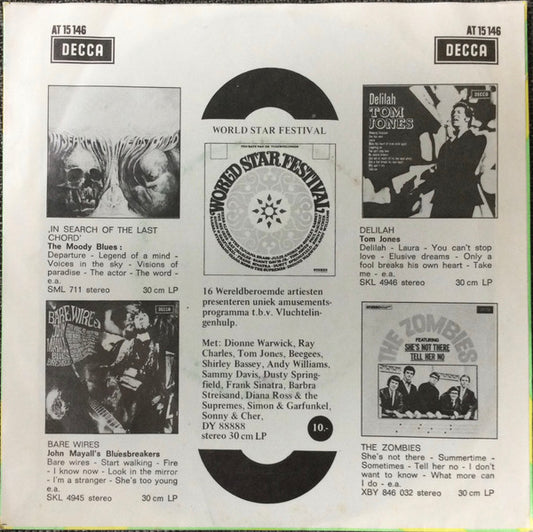 AT 15 146
DECCA
AT 15 146
DECCA
,IN SEARCH OF THE LAST
CHORD'
The Moody Blues:
Departure - Legend of a mind -
Voices in the sky - Visions of
paradise - The actor - The word -
e.a.
SML 711 stereo 30 cm LP
BARE WIRES
BARE WIRES
John Mayall's Bluesbreakers
Bare wires - Start walking - Fire
- I know now - Look in the mirror
- I'm a stranger - She's too young
e.a.
SKL 4945 stereo 30 cm LP
WORLD STAR FESTIVAL
WORLD STAR FESTIVAL
16 Wereldberoemde artiesten
presenteren uniek amusements-
programma t.b.v. Vluchtelin-
genhulp.
Met: Dionne Warwick, Ray
Charles, Tom Jones, Beegees,
Shirley Bassey, Andy Williams,
Sammy Davis, Dusty Spring-
field, Frank Sinatra, Barbra
Streisand, Diana Ross & the
Supremes, Simon & Garfunkel,
Sonny & Cher,
DY 88888
stereo 30 cm LP
10.-
Delilah
TOM
JONES
DECCA
DELILAH
Tom Jones
Delilah - Laura - You can't stop
love - Elusive dreams - Only a
fool breaks his own heart - Take
me - e.a.
SKL 4946 stereo 30 cm LP
THE ZOMBIES
FEATURING
SHE'S NOT THERE
TELL HER NO
THE ZOMBIES
She's not there - Summertime -
Sometimes - Tell her no - I don't
want to know - What more can
I do - e.a.
XBY 846 032 stereo 30 cm LP